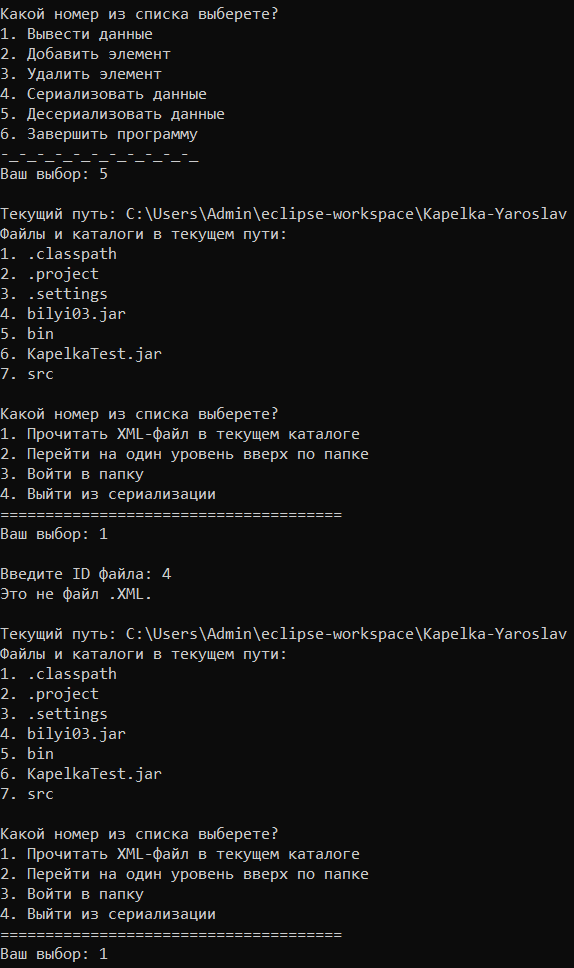 Какой номер из списка выберете?
1. Вывести данные
2. Добавить элемент
3. Удалить элемент
4. Сериализовать данные
5. Десериализовать данные
6. Завершить программу
-_-_-_-_-_-_-_-_-_-_-_
Ваш выбор: 5
Текущий путь: C:\Users\Admin\eclipse-workspace\Kapelka-Yaroslav
Файлы и каталоги в текущем пути:
1. .classpath
2. .project
3. .settings
4. bilyi03.jar
5. bin
6. KapelkaTest.jar
7. src
Какой номер из списка выберете?
1. Прочитать XML-файл в текущем каталоге
2. Перейти на один уровень вверх по папке
3. Войти в папку
4. Выйти из сериализации
======================================
Ваш выбор: 1
Введите ID файла: 4
Это не файл .XML.
Текущий путь: C:\Users\Admin\eclipse-workspace\Kapelka-Yaroslav
Файлы и каталоги в текущем пути:
1. .classpath
2. .project
3. .settings
4. bilyi03.jar
5. bin
6. KapelkaTest.jar
7. src
Какой номер из списка выберете?
1. Прочитать XML-файл в текущем каталоге
2. Перейти на один уровень вверх по папке
3. Войти в папку
4. Выйти из сериализации
======================================
Ваш выбор: 1